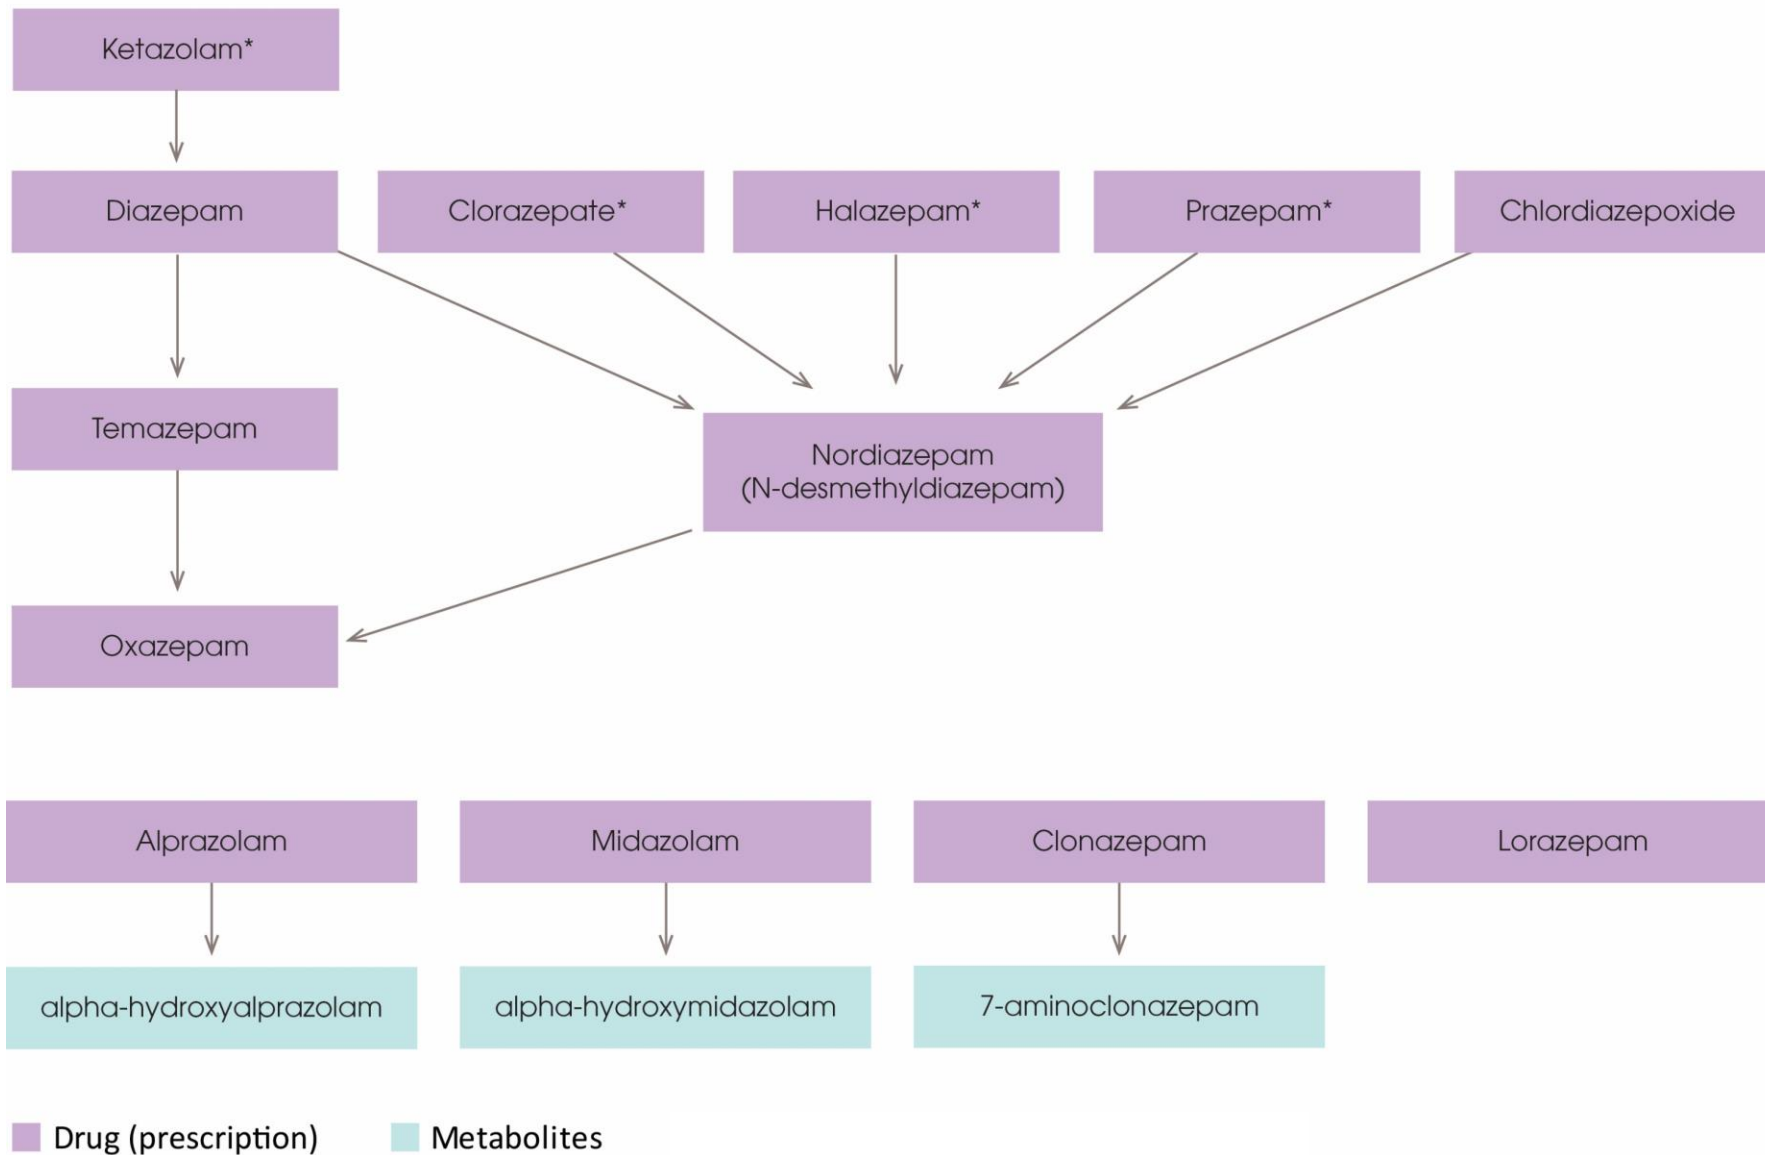 Ketazolam*
Diazepam
Clorazepate*
Halazepam*
Prazepam*
Chlordiazepoxide
Temazepam
Nordiazepam
(N-desmethyldiazepam)
Oxazepam
Alprazolam
Midazolam
Clonazepam
Lorazepam
alpha-hydroxyalprazolam
alpha-hydroxymidazolam
7-aminoclonazepam
Drug (prescription)
Metabolites